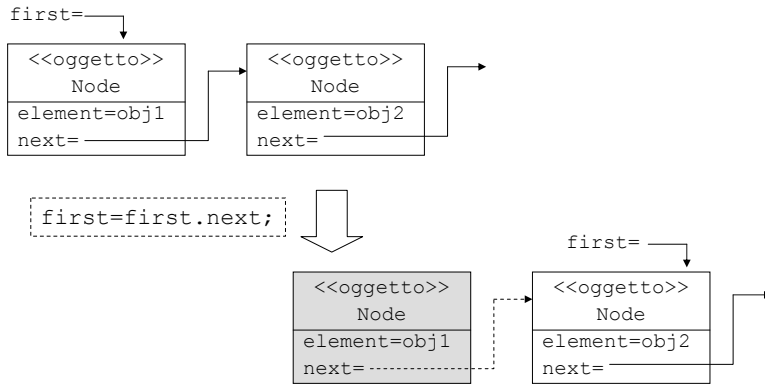 first=
<<oggetto>>
Node
element=obj1
next=
<<oggetto>>
Node
element=obj2
next=
first=first.next;
first=
<<oggetto>>
Node
element=obj1
next=
<<oggetto>>
Node
element=obj2
next=